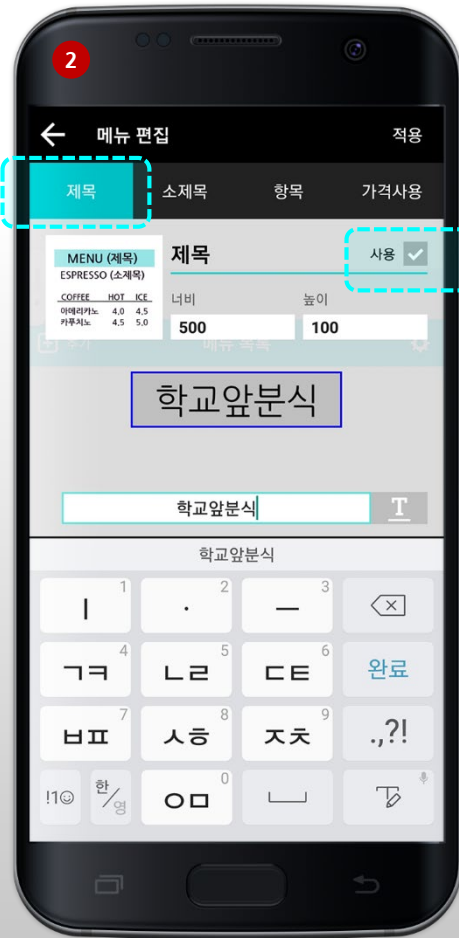 2
메뉴 편집 적용
제목 소제목 항목 가격사용
MENU (제목)
ESPRESSO (소제목)
COFFEE HOT ICE
아메리카노 4.0 4.5
카푸치노 4.5 5.0
제목 사용
너비 높이
500 100
추가 메뉴 목록
학교앞분식
학교앞분식 T
학교앞분식
ㅣ 1 · 2 ㅡ 3
ㄱㅋ 4 ㄴㄹ 5 ㄷㅌ 6 완료
ㅂㅍ 7 ㅅㅎ 8 ㅈㅊ 9 .,?!
!1☺ 한/영 ㅇㅁ 0